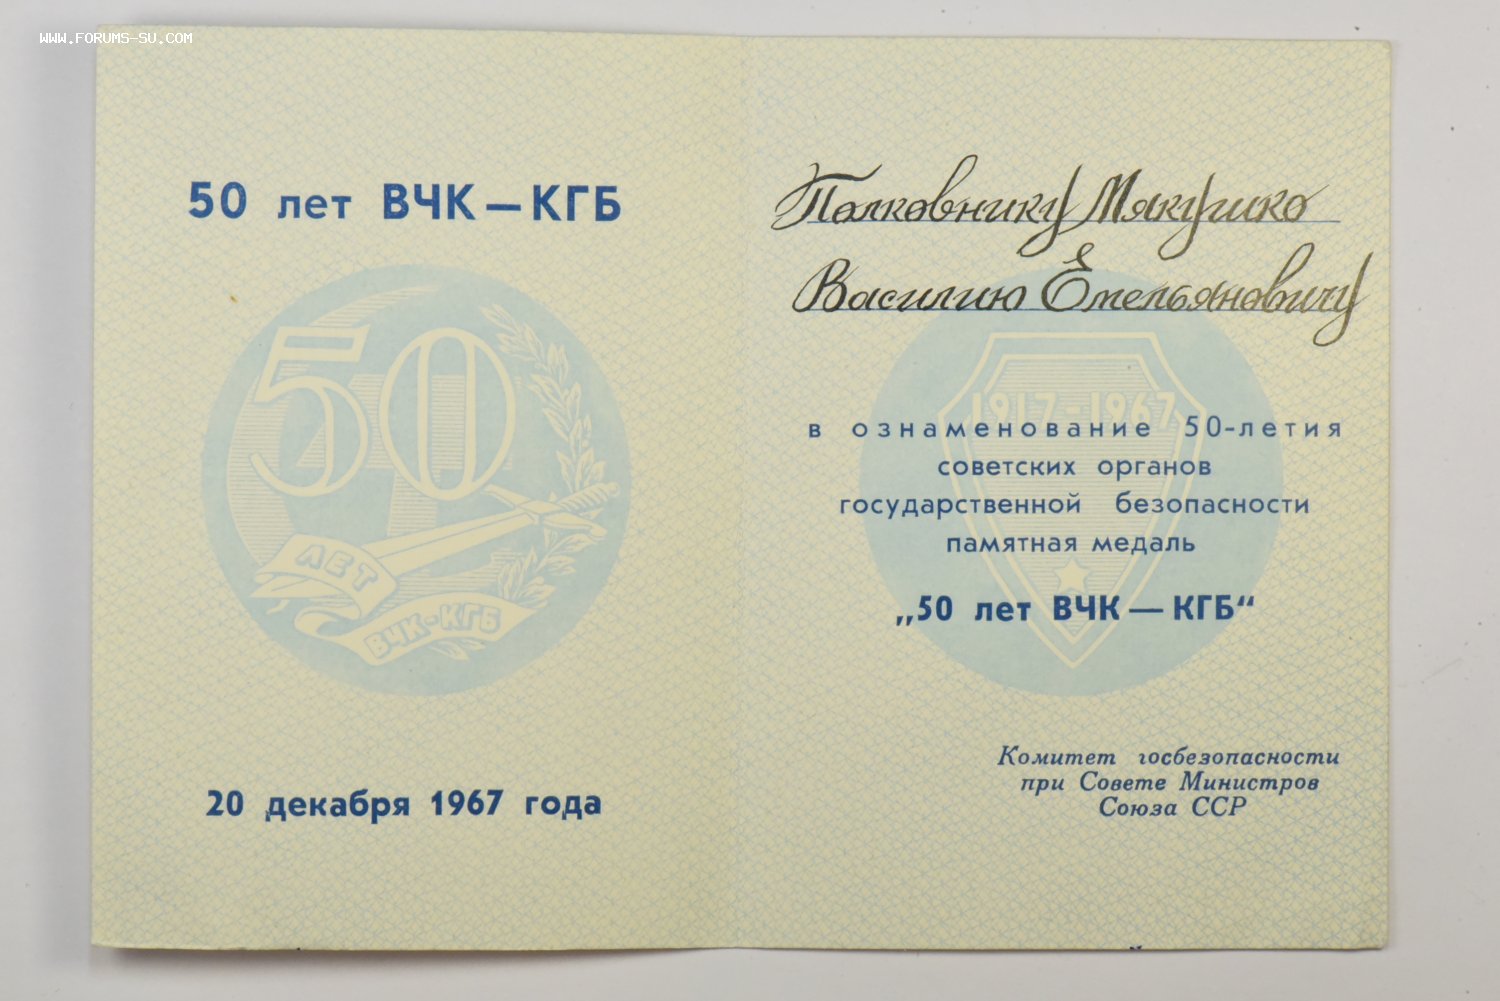 WWW.FORUMS-SU.COM
50 лет ВЧК—КГБ
50
ЛЕТ
ВЧК-КГБ
20 декабря 1967 года
Полковнику Мякушко
Василию Емельяновичу
1917-1967
в ознаменование 50-летия
советских органов
государственной безопасности
памятная медаль
„50 лет ВЧК—КГБ“
Комитет госбезопасности
при Совете Министров
Союза ССР